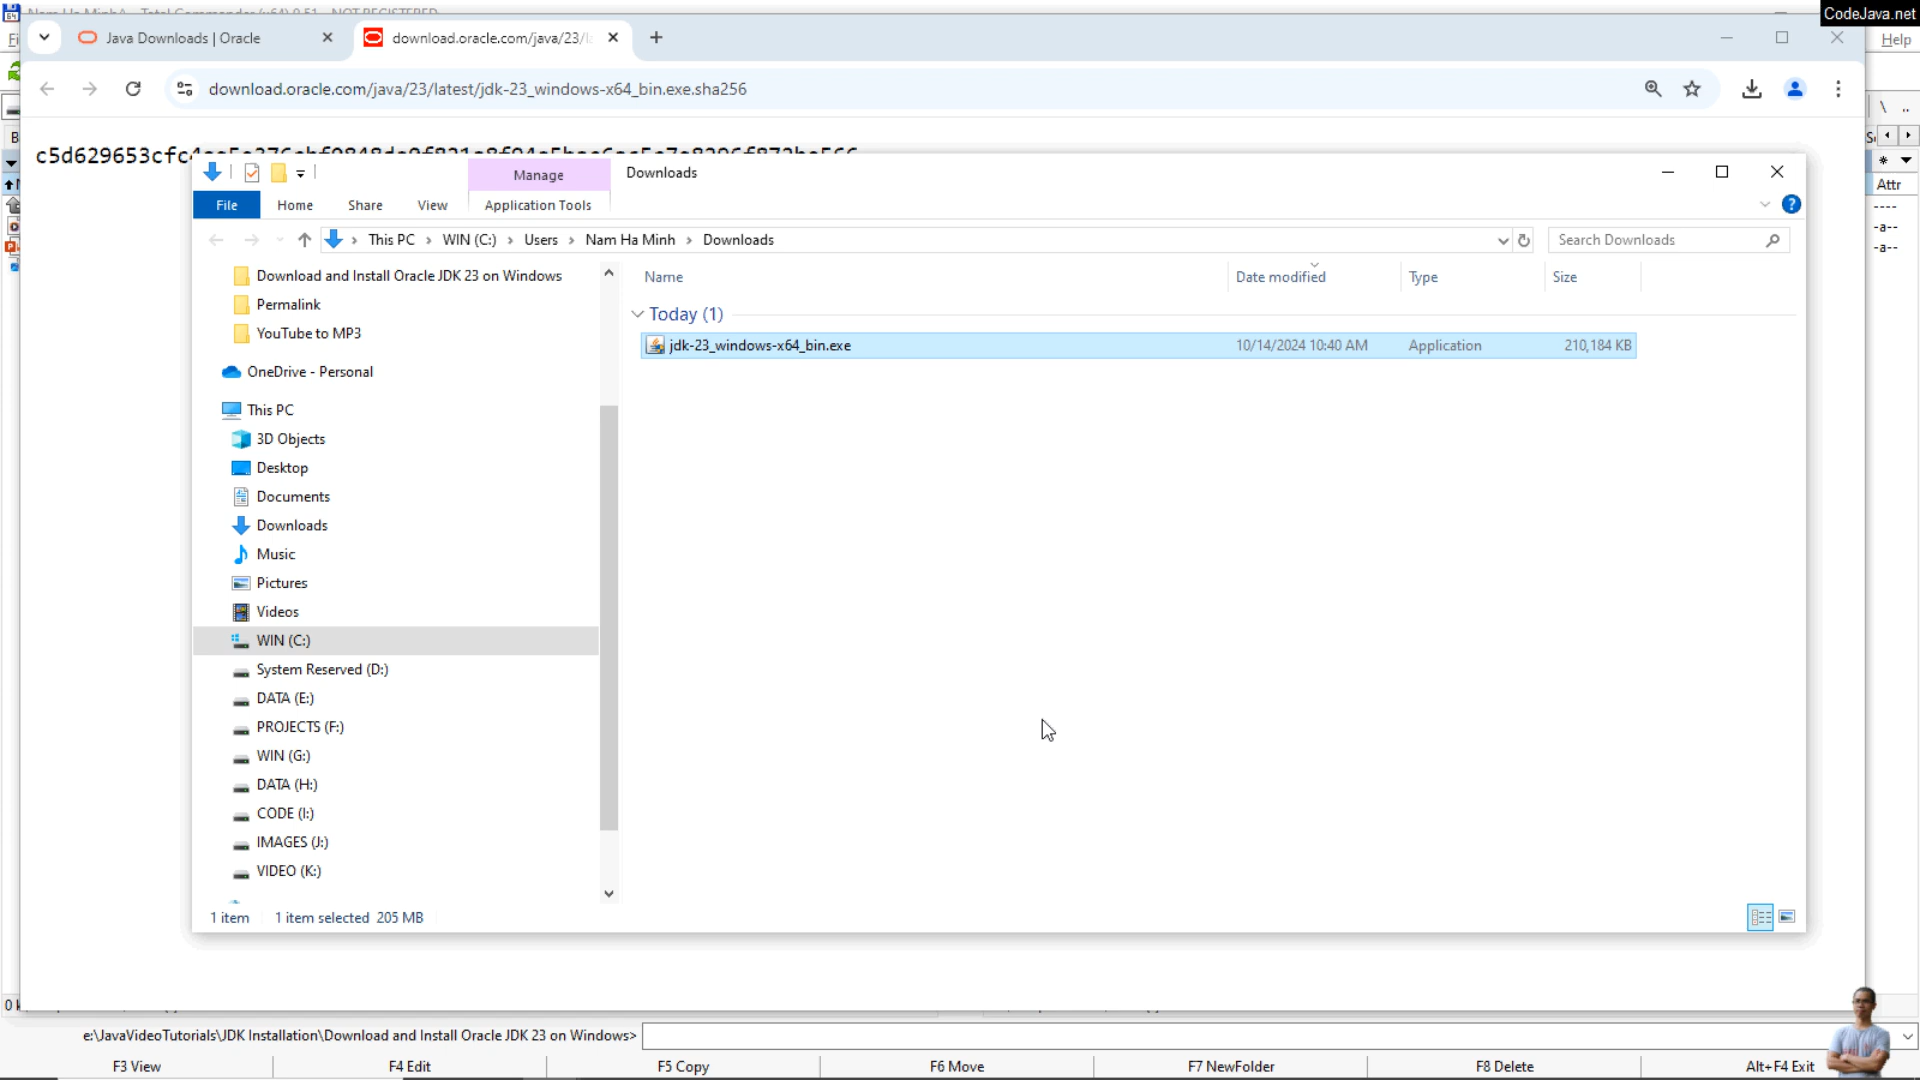 CodeJava.net
Java Downloads | Oracle
download.oracle.com/java/23/l
Help
download.oracle.com/java/23/latest/jdk-23_windows-x64_bin.exe.sha256
Manage
Downloads
Attr
File
Home
Share
View
Application Tools
----
-a--
-a--
This PC > WIN (C:) > Users > Nam Ha Minh > Downloads
Search Downloads
Download and Install Oracle JDK 23 on Windows
Permalink
YouTube to MP3
OneDrive - Personal
This PC
3D Objects
Desktop
Documents
Downloads
Music
Pictures
Videos
WIN (C:)
System Reserved (D:)
DATA (E:)
PROJECTS (F:)
WIN (G:)
DATA (H:)
CODE (I:)
IMAGES (J:)
VIDEO (K:)
Name
Date modified
Type
Size
Today (1)
jdk-23_windows-x64_bin.exe
10/14/2024 10:40 AM
Application
210,184 KB
1 item
1 item selected 205 MB
e:\JavaVideoTutorials\JDK Installation\Download and Install Oracle JDK 23 on Windows>
F3 View
F4 Edit
F5 Copy
F6 Move
F7 NewFolder
F8 Delete
Alt+F4 Exit